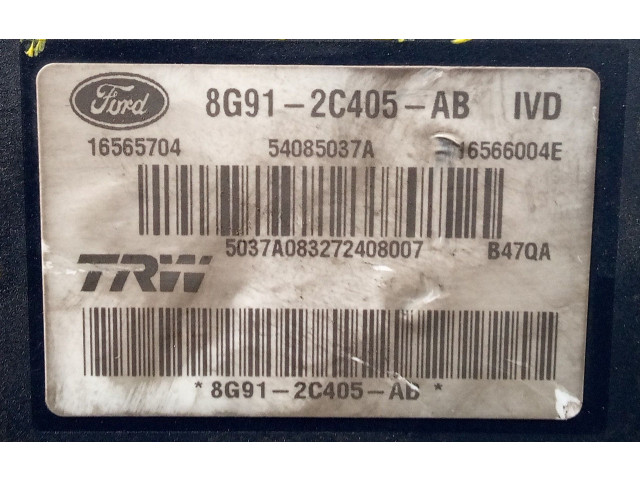 Ford 8G91-2C405-AB IVD
16565704 54085037A 16566004E
5037A083272408007 B47QA
TRW
*8G91-2C405-AB*